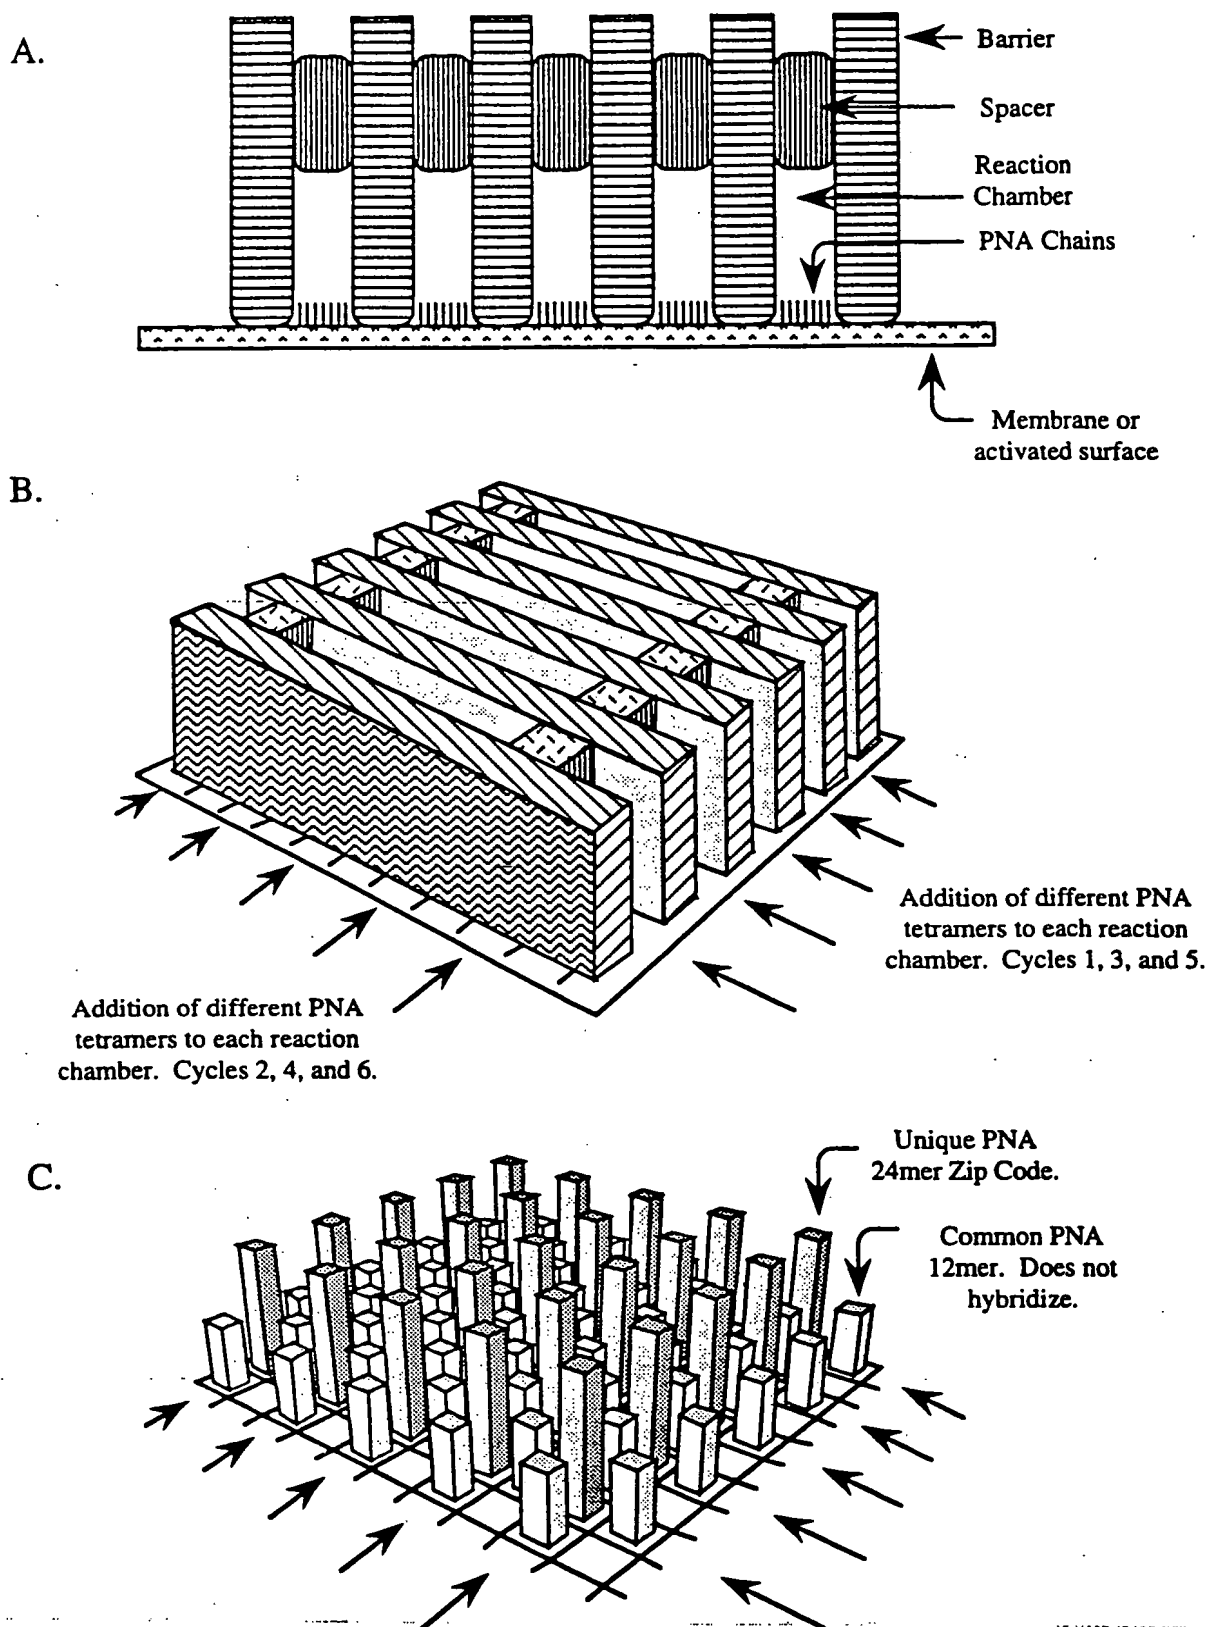 A.
Barrier
Spacer
Reaction
Chamber
PNA Chains
Membrane or
activated surface
B.
Addition of different PNA
tetramers to each reaction
chamber. Cycles 1, 3, and 5.
Addition of different PNA
tetramers to each reaction
chamber. Cycles 2, 4, and 6.
C.
Unique PNA
24mer Zip Code.
Common PNA
12mer. Does not
hybridize.